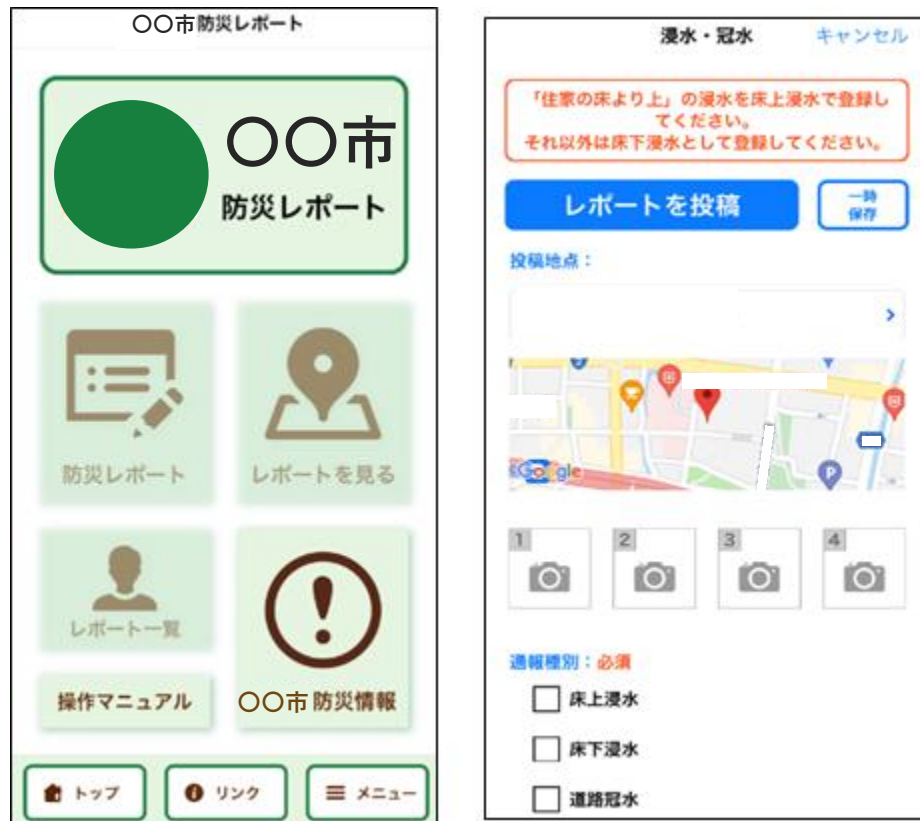 〇〇市防災レポート
〇〇市
防災レポート
防災レポート
レポートを見る
レポート一覧
操作マニュアル
〇〇市防災情報
トップ
リンク
メニュー
浸水・冠水
キャンセル
「住家の床より上」の浸水を床上浸水で登録し
てください。
それ以外は床下浸水として登録してください。
レポートを投稿
一時
保存
投稿地点：
Google
P
1
2
3
4
通報種別：必須
床上浸水
床下浸水
道路冠水